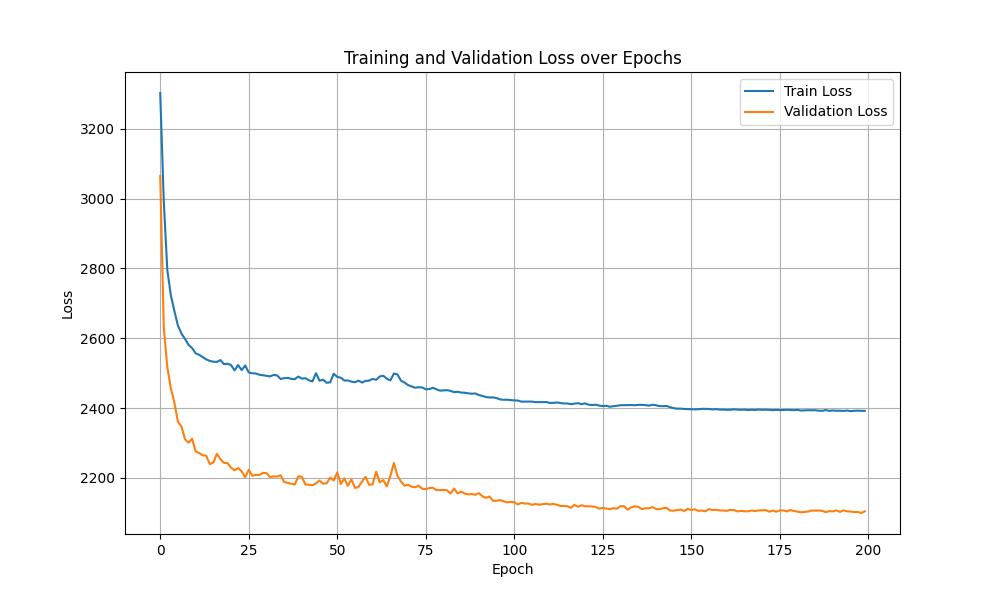 Training and Validation Loss over Epochs
Train Loss
Validation Loss
3200
3000
2800
2600
2400
2200
Loss
0 25 50 75 100 125 150 175 200
Epoch